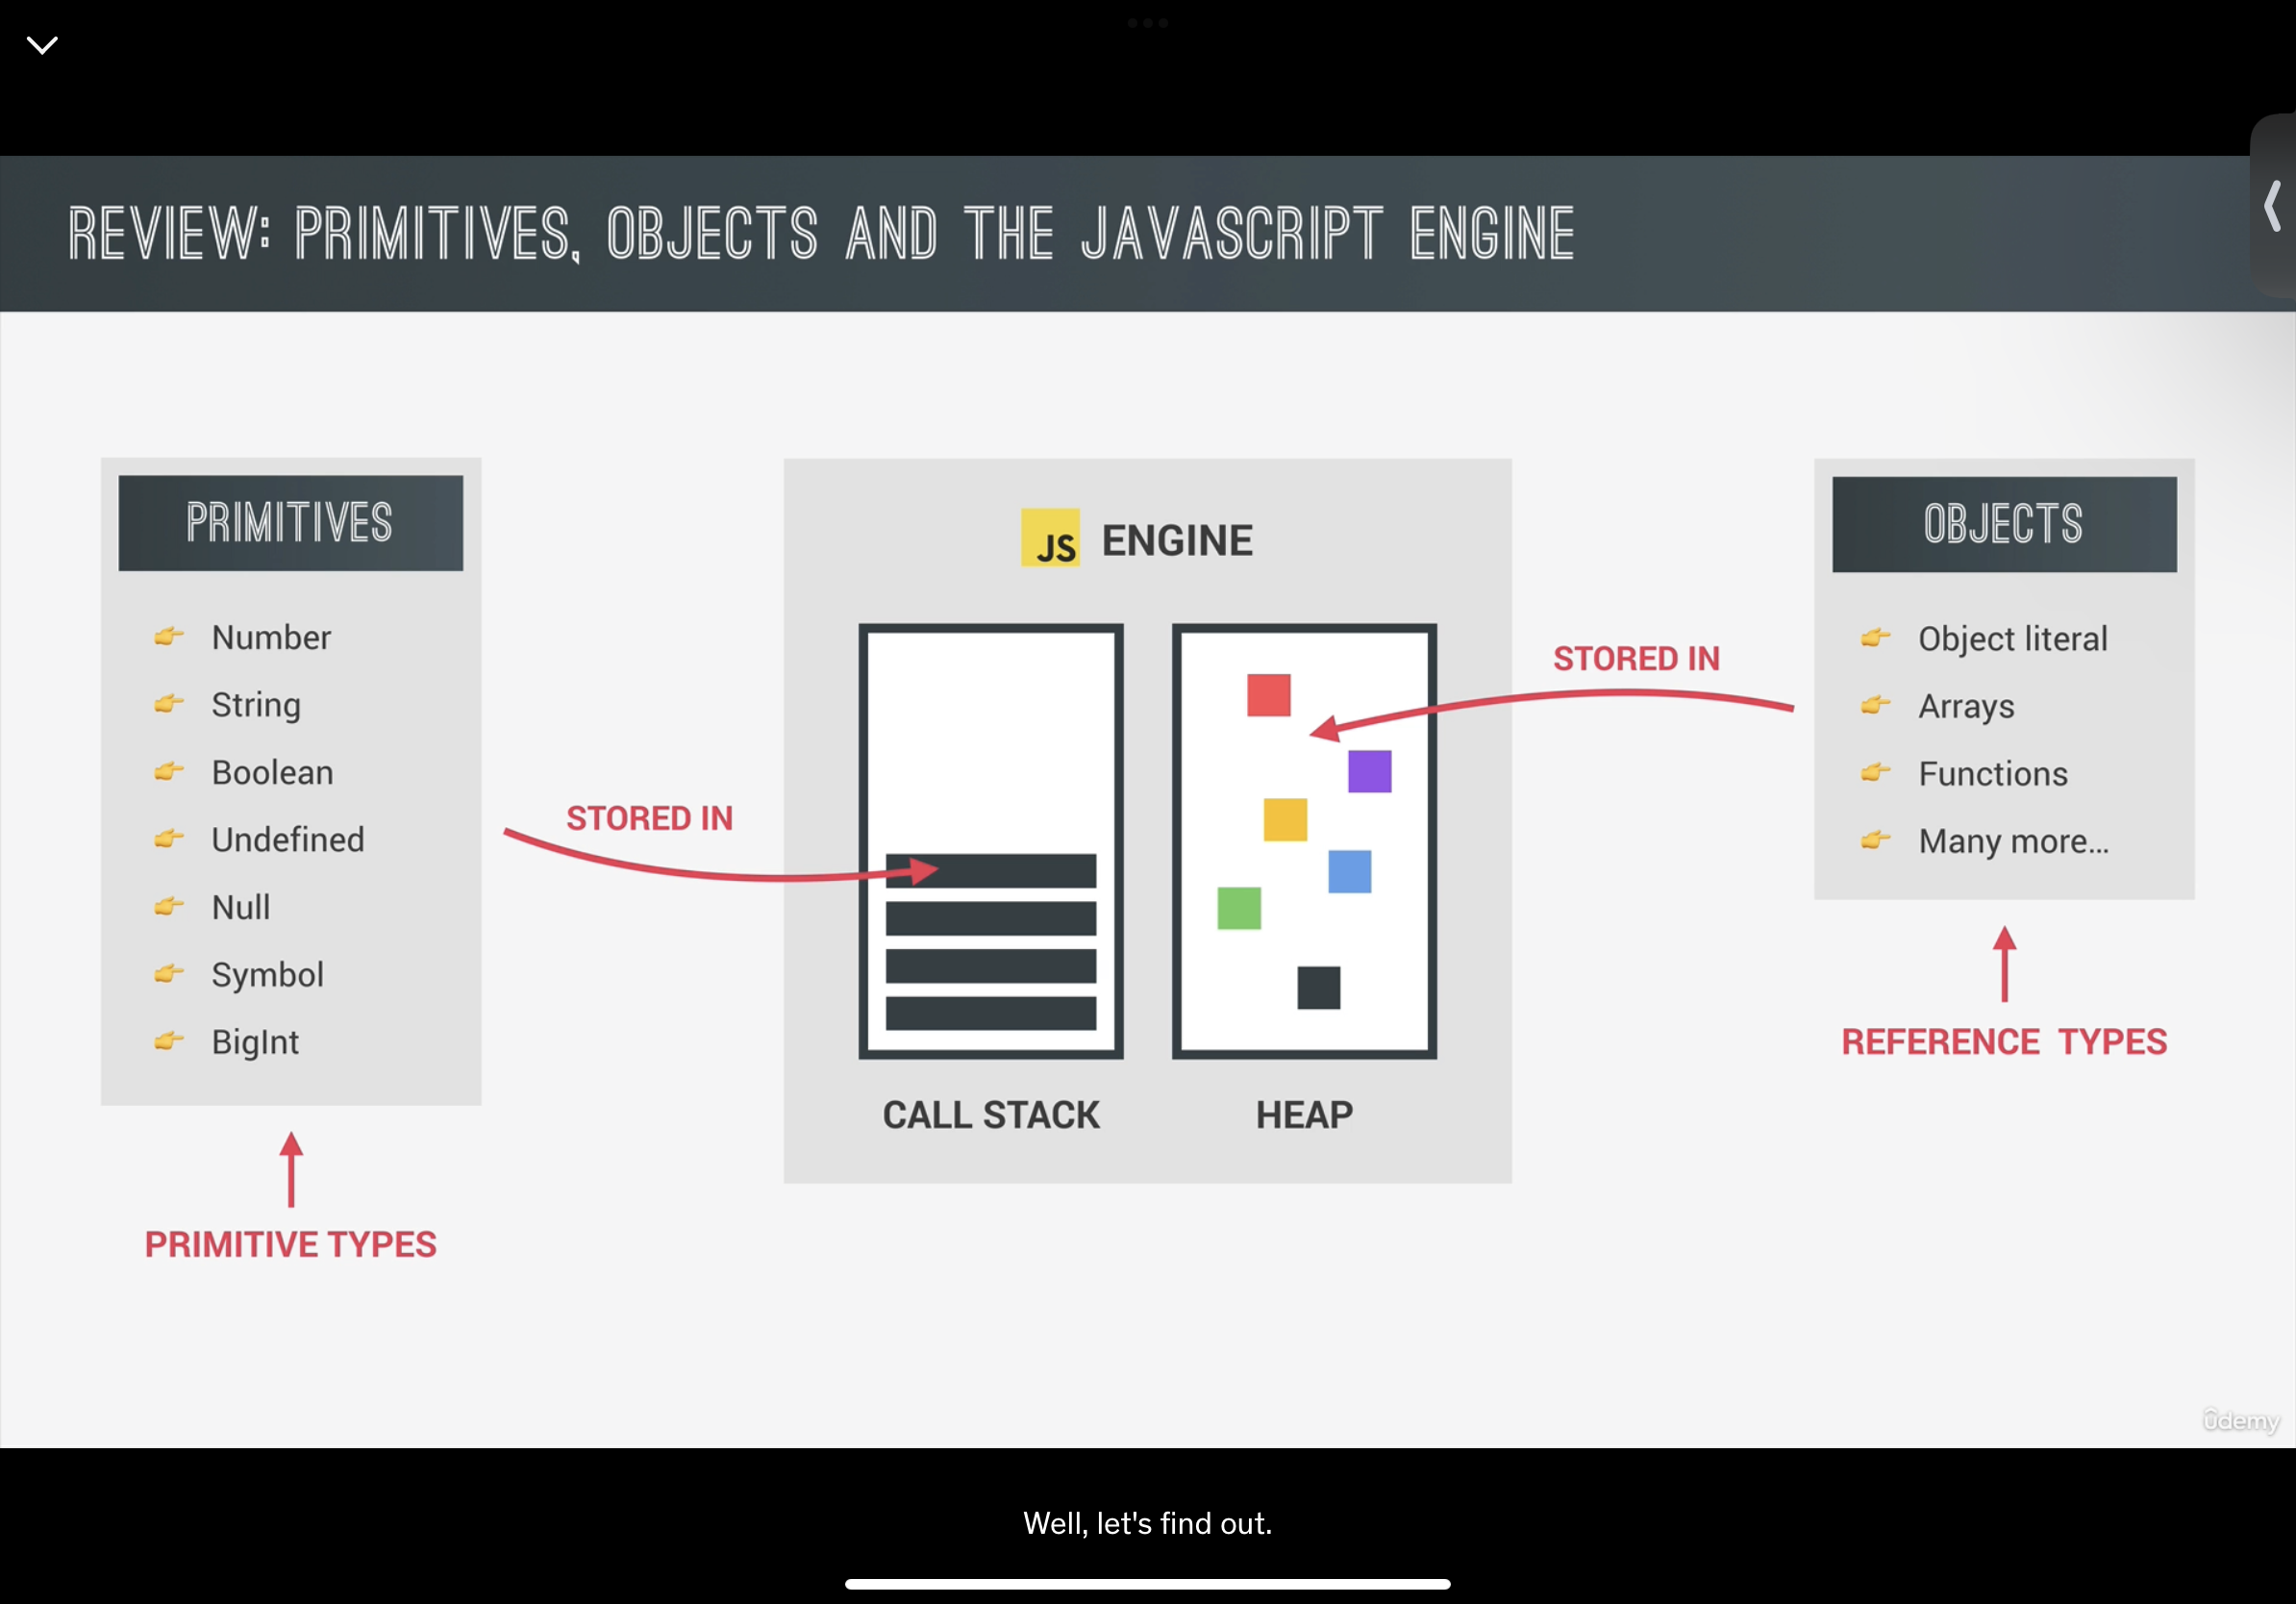 REVIEW: PRIMITIVES, OBJECTS AND THE JAVASCRIPT ENGINE
PRIMITIVES
Number
String
Boolean
Undefined
Null
Symbol
BigInt
PRIMITIVE TYPES
STORED IN
JS ENGINE
CALL STACK
HEAP
STORED IN
OBJECTS
Object literal
Arrays
Functions
Many more...
REFERENCE TYPES
ûdemy
Well, let's find out.